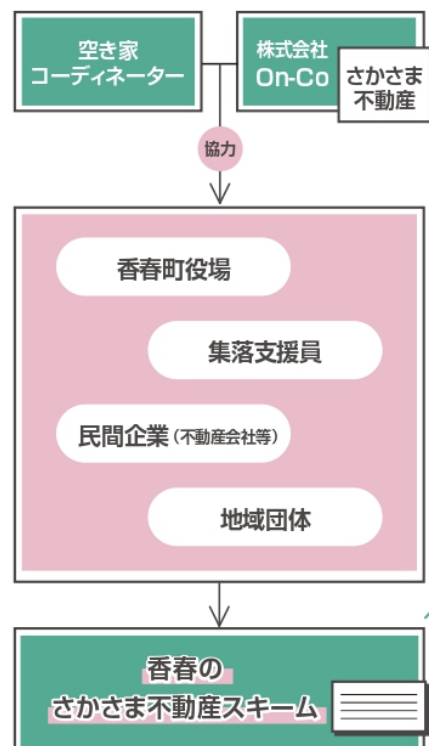 空き家
コーディネーター
株式会社
On-Co
さかさま
不動産
協力
香春町役場
集落支援員
民間企業(不動産会社等)
地域団体
香春の
さかさま不動産スキーム